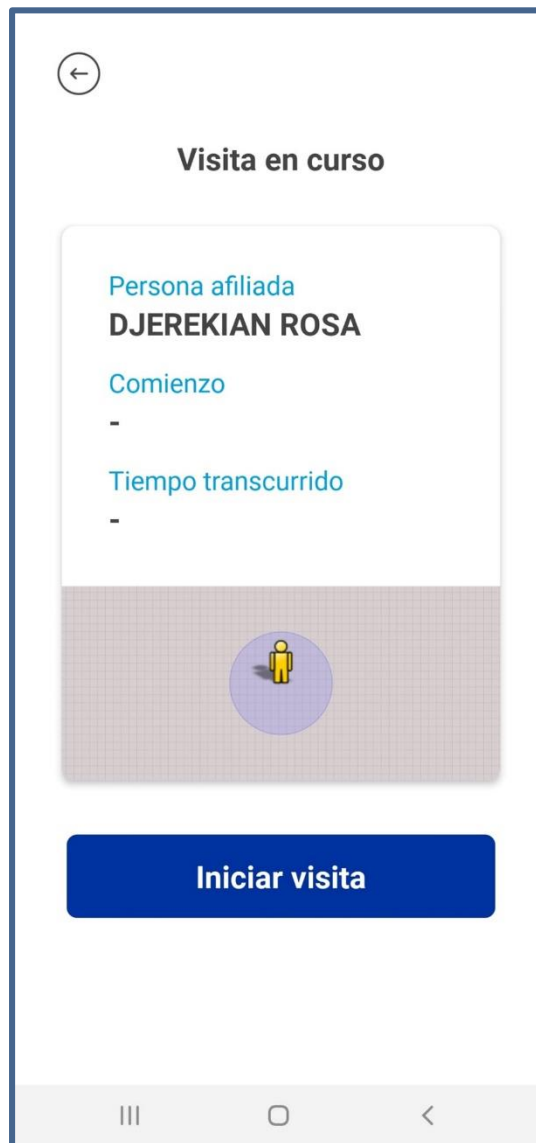 Visita en curso
Persona afiliada
DJEREKIAN ROSA
Comienzo
-
Tiempo transcurrido
-
Iniciar visita